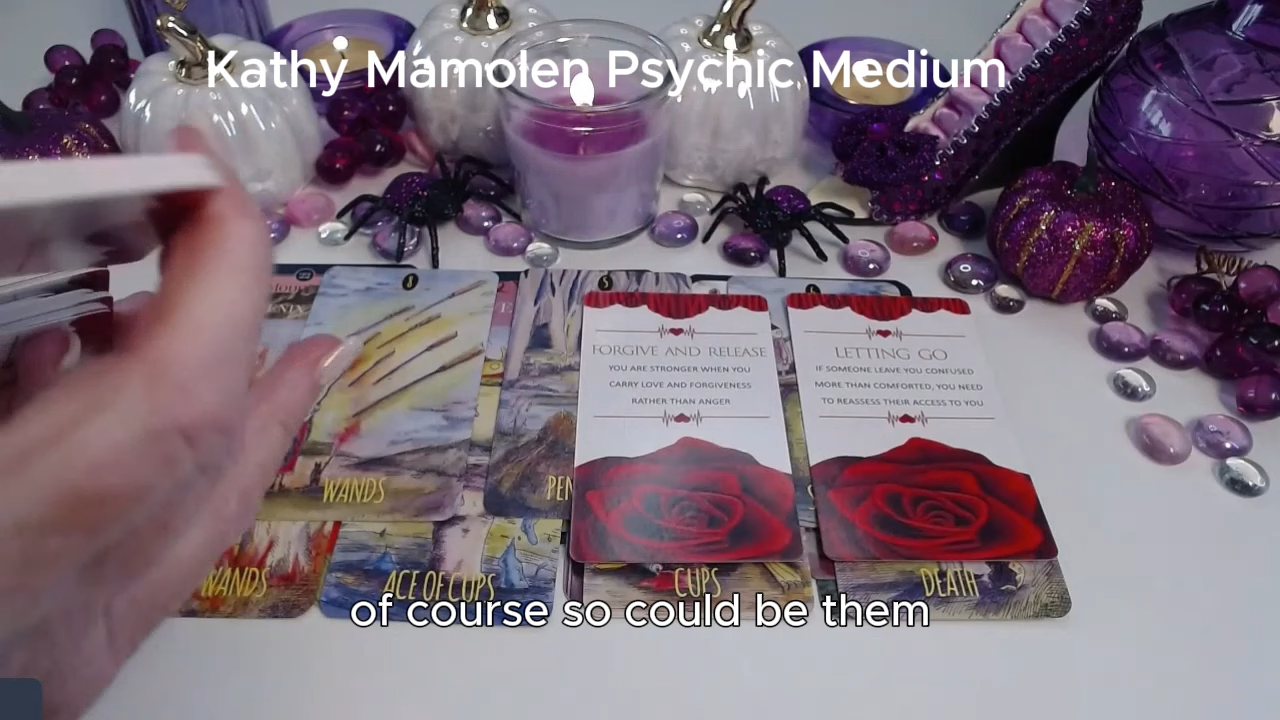 Kathy Mamolen Psychic Medium
8
FORGIVE AND RELEASE
YOU ARE STRONGER WHEN YOU
CARRY LOVE AND FORGIVENESS
RATHER THAN ANGER
LETTING GO
IF SOMEONE LEAVE YOU CONFUSED
MORE THAN COMFORTED, YOU NEED
TO REASSESS THEIR ACCESS TO YOU
WANDS
PEN
WANDS
ACE OF CUPS
CUPS
DEATH
of course so could be them